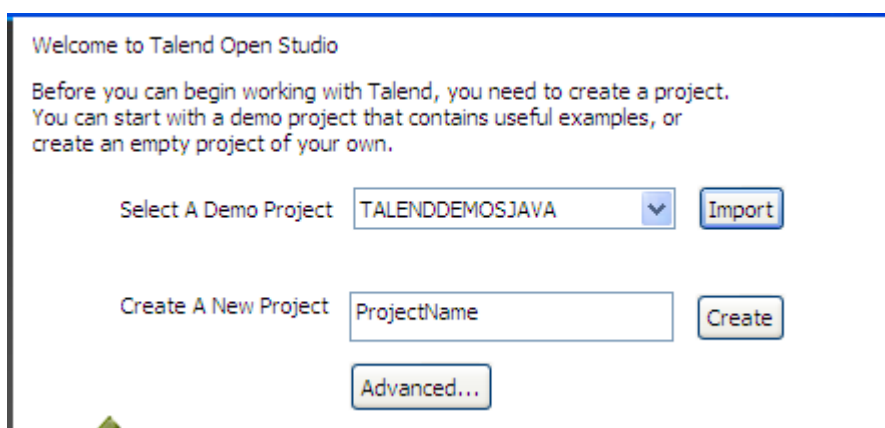 Welcome to Talend Open Studio
Before you can begin working with Talend, you need to create a project.
You can start with a demo project that contains useful examples, or
create an empty project of your own.
Select A Demo Project TALENDDEMOSJAVA Import
Create A New Project ProjectName Create
Advanced...